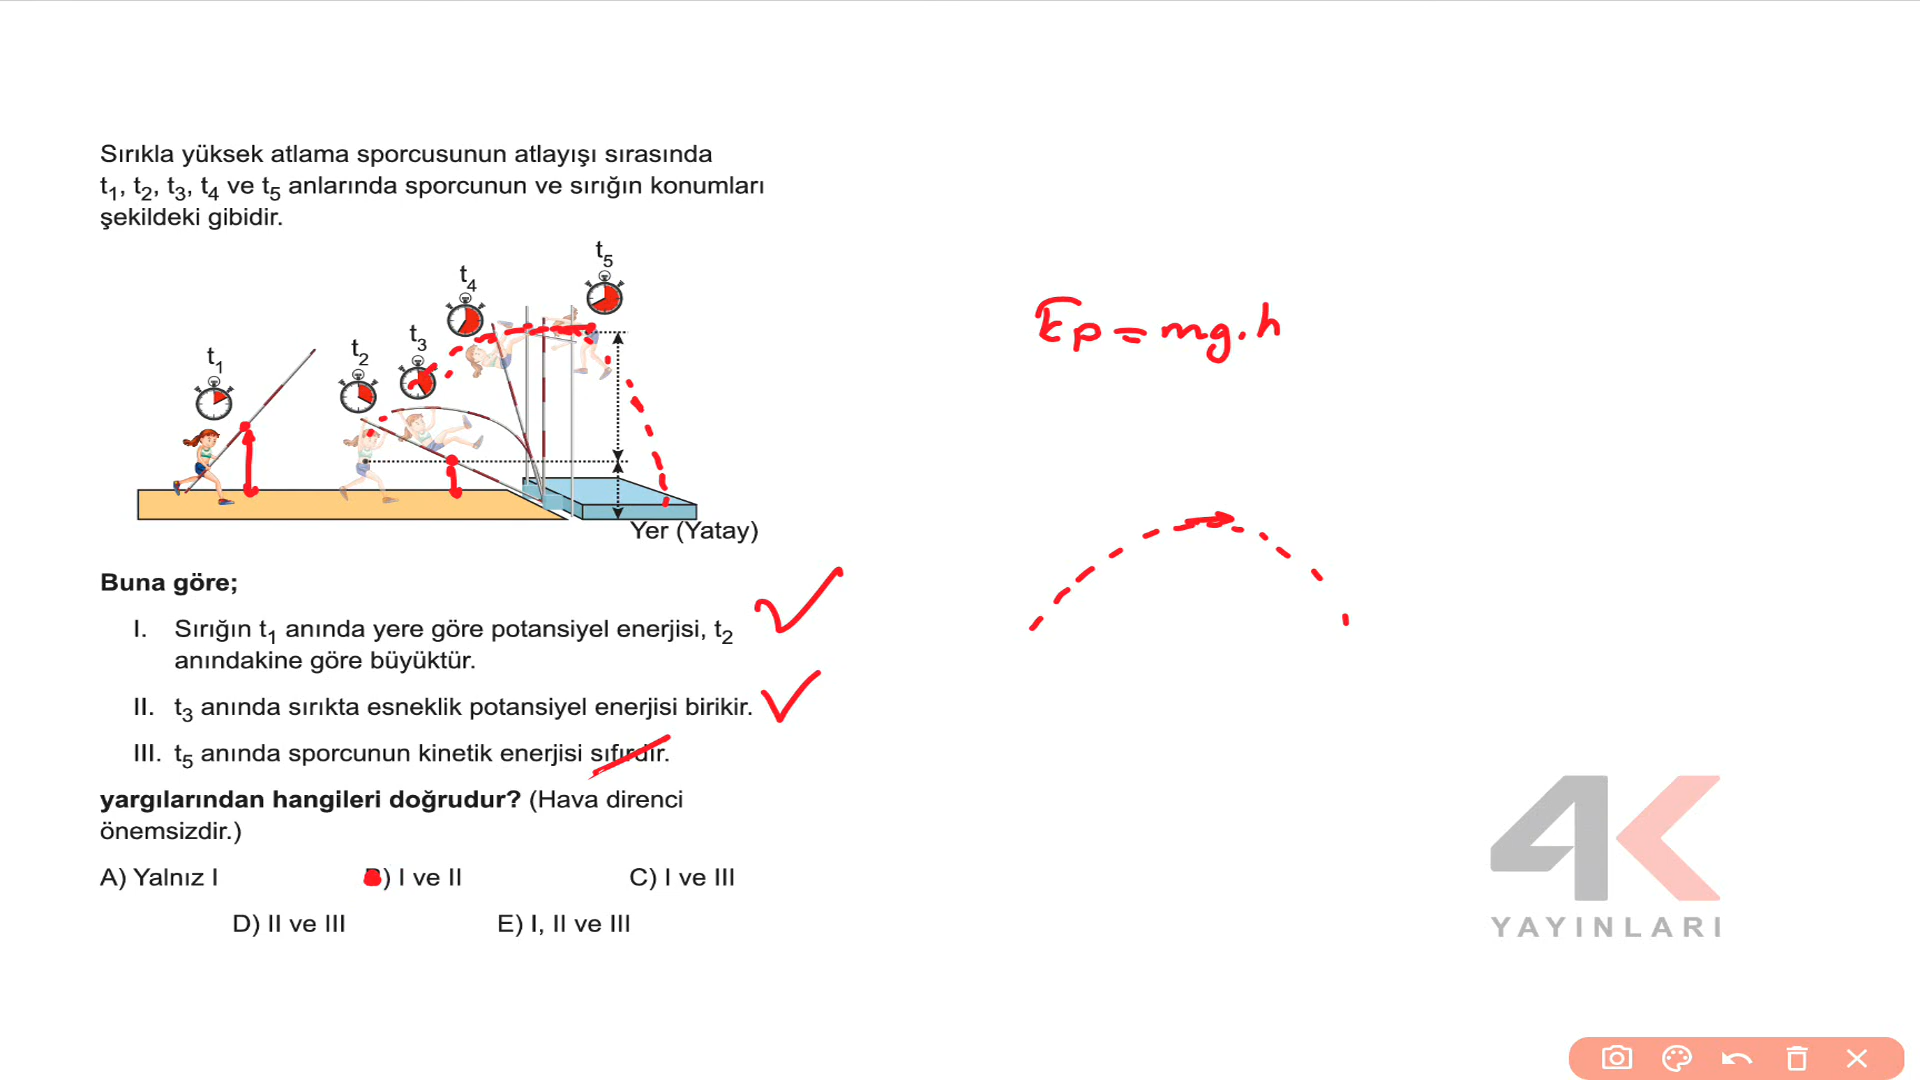 Sırıkla yüksek atlama sporcusunun atlayışı sırasında
t1, t2, t3, t4 ve t5 anlarında sporcunun ve sırığın konumları
şekildeki gibidir.
t5
t4
t3
t2
t1
Ep = mg.h
Yer (Yatay)
Buna göre;
I. Sırığın t1 anında yere göre potansiyel enerjisi, t2
anındakine göre büyüktür.
II. t3 anında sırıkta esneklik potansiyel enerjisi birikir.
III. t5 anında sporcunun kinetik enerjisi sıfırdır.
yargılarından hangileri doğrudur? (Hava direnci
önemsizdir.)
A) Yalnız I B) I ve II C) I ve III
D) II ve III E) I, II ve III
4K
YAYINLARI